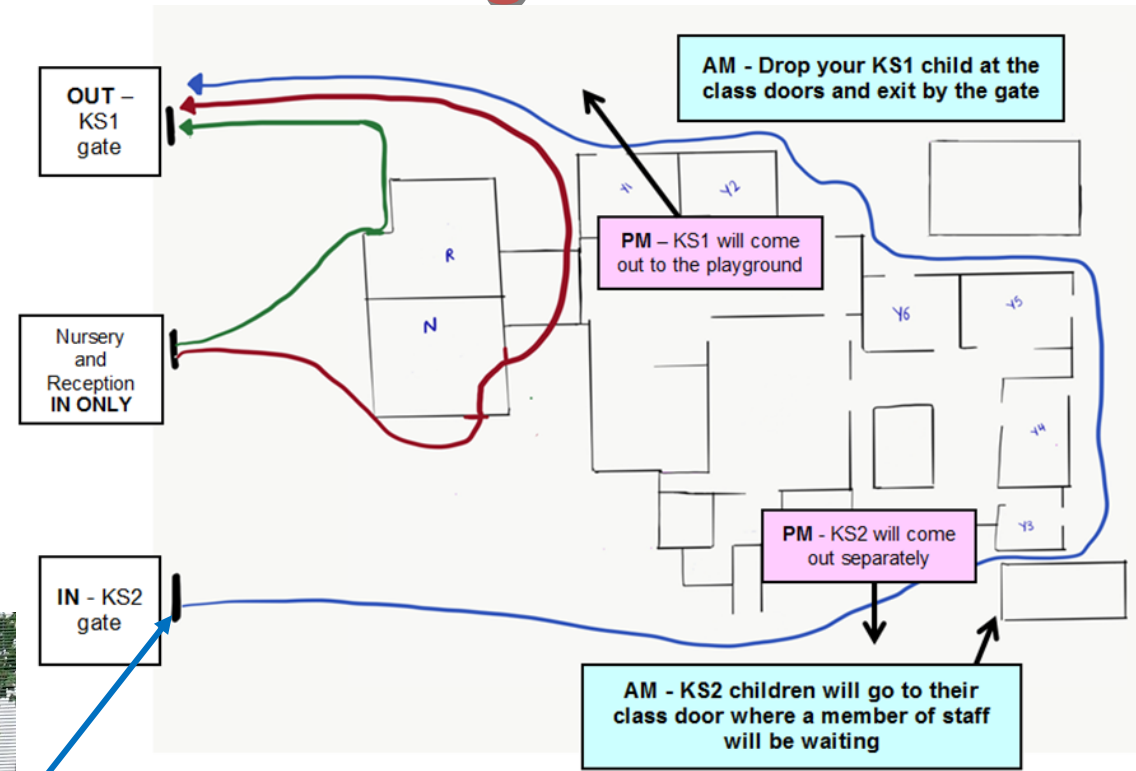 OUT –
KS1
gate
AM - Drop your KS1 child at the
class doors and exit by the gate
Y1
Y2
PM – KS1 will come
out to the playground
R
N
Y6
Y5
Nursery
and
Reception
IN ONLY
Y4
Y3
PM - KS2 will come
out separately
IN - KS2
gate
AM - KS2 children will go to their
class door where a member of staff
will be waiting